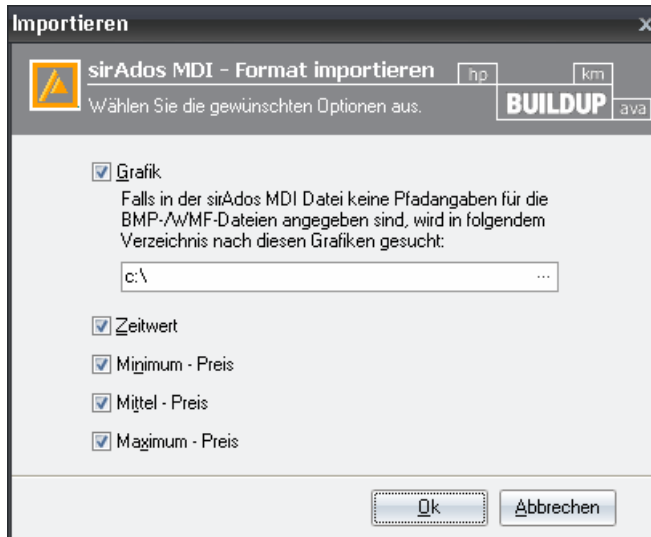 Importieren
x
sirAdos MDI - Format importieren
hp
km
Wählen Sie die gewünschten Optionen aus.
BUILDUP
ava
Grafik
Falls in der sirAdos MDI Datei keine Pfadangaben für die
BMP-/WMF-Dateien angegeben sind, wird in folgendem
Verzeichnis nach diesen Grafiken gesucht:
c:\
...
Zeitwert
Minimum - Preis
Mittel - Preis
Maximum - Preis
Ok
Abbrechen